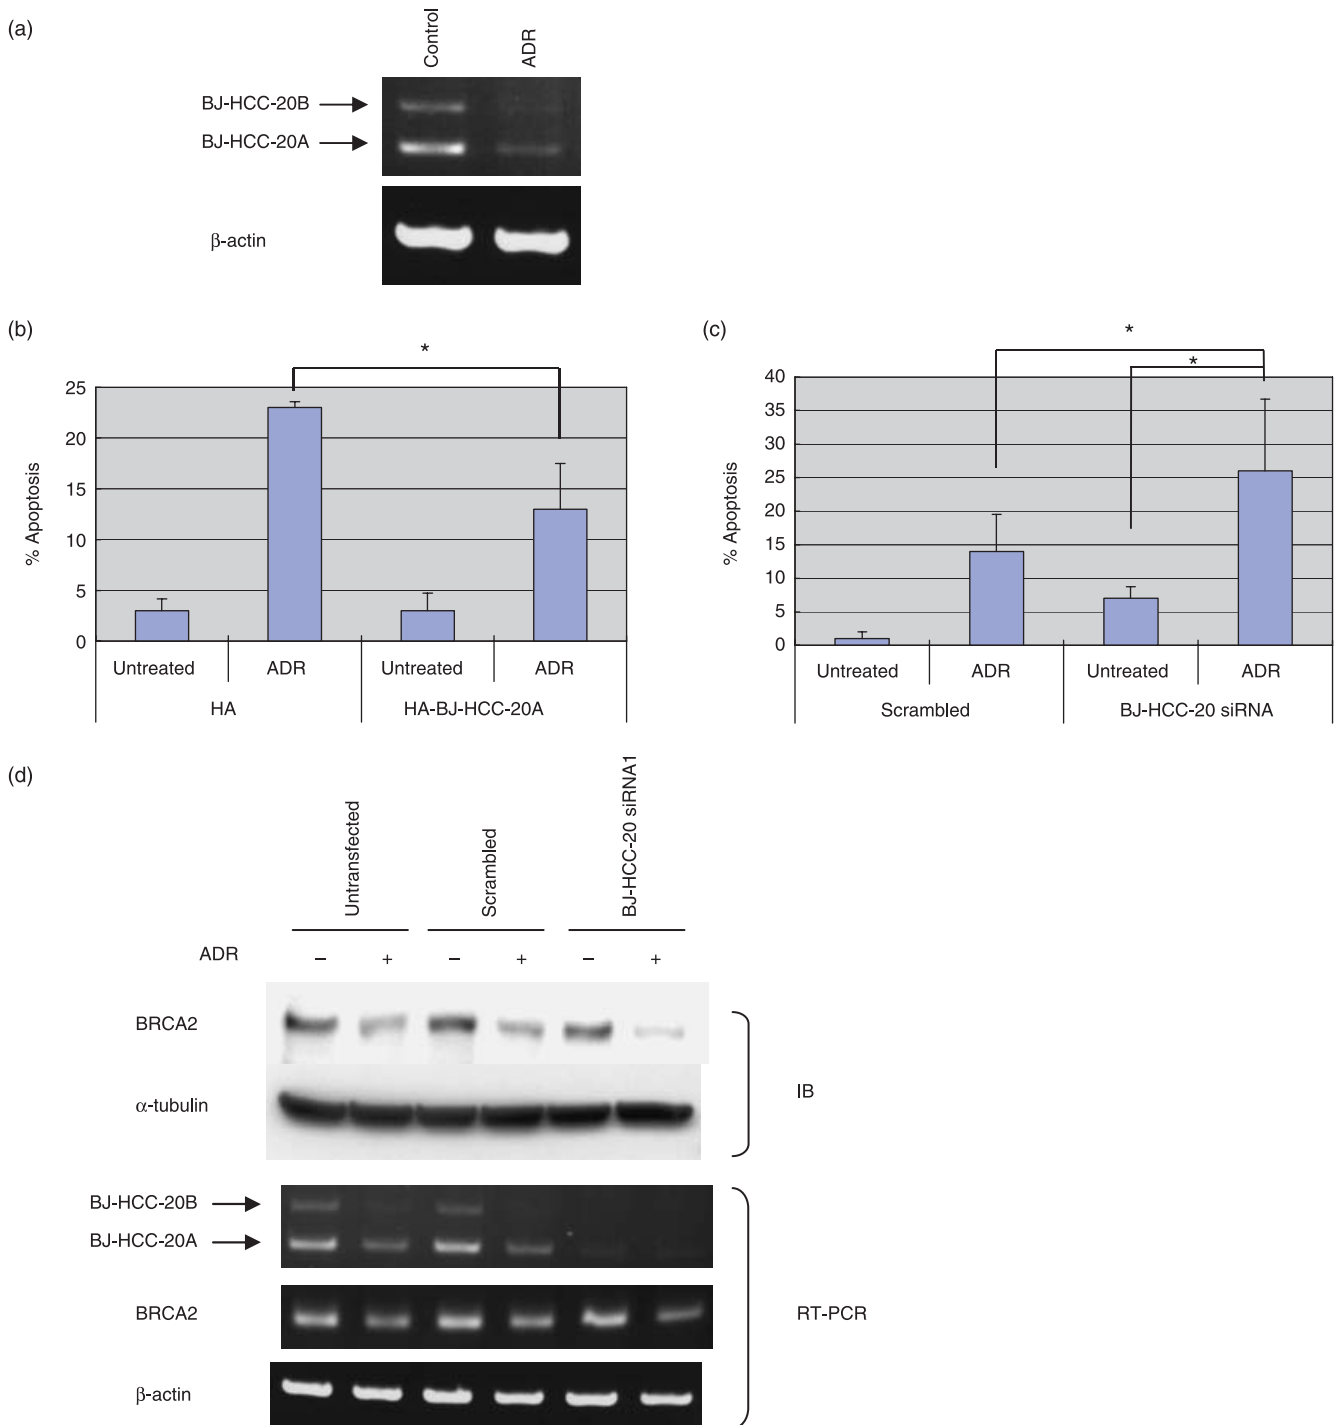 (a)
Control
ADR
BJ-HCC-20B
BJ-HCC-20A
β-actin
(b)
*
25
20
15
10
5
0
% Apoptosis
Untreated
ADR
Untreated
ADR
HA
HA-BJ-HCC-20A
(c)
*
*
40
35
30
25
20
15
10
5
0
% Apoptosis
Untreated
ADR
Untreated
ADR
Scrambled
BJ-HCC-20 siRNA
(d)
Untransfected
Scrambled
BJ-HCC-20 siRNA1
ADR – + – + – +
BRCA2
α-tubulin
IB
BJ-HCC-20B
BJ-HCC-20A
BRCA2
RT-PCR
β-actin